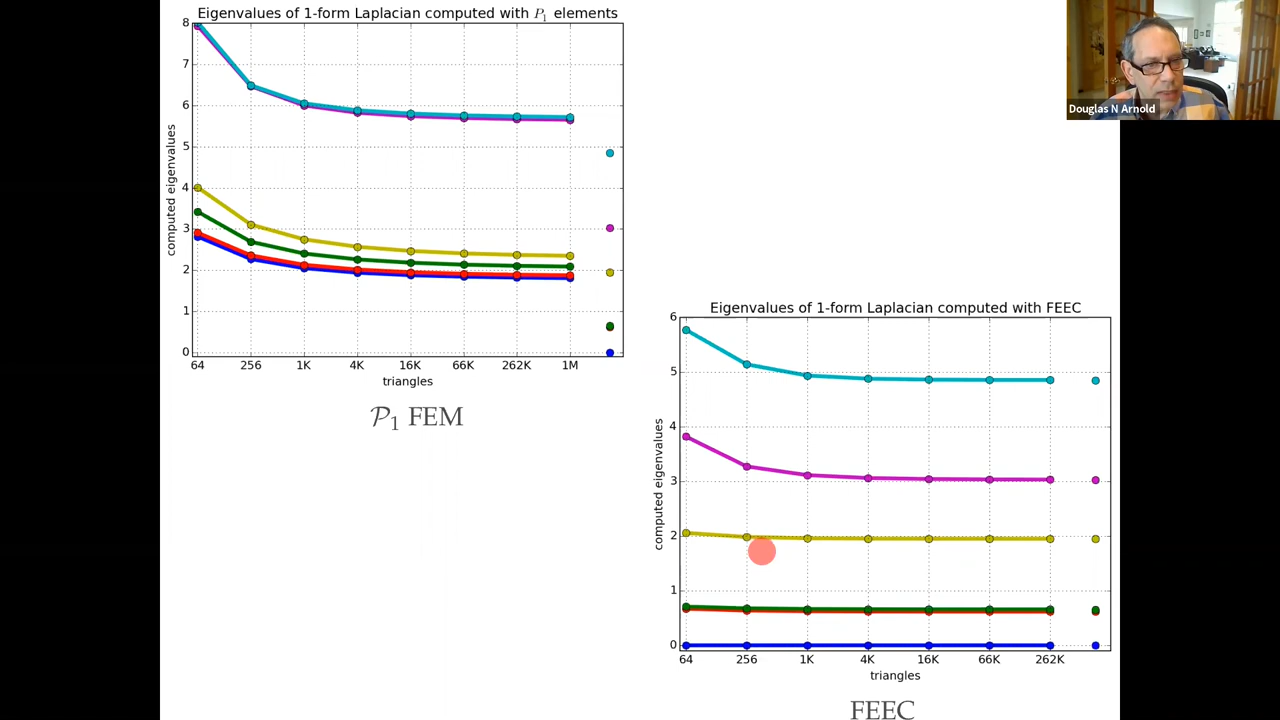 Eigenvalues of 1-form Laplacian computed with P₁ elements
8
7
6
5
4
3
2
1
0
computed eigenvalues
64 256 1K 4K 16K 66K 262K 1M
triangles
P₁ FEM
Douglas N Arnold
Eigenvalues of 1-form Laplacian computed with FEEC
6
5
4
3
2
1
0
computed eigenvalues
64 256 1K 4K 16K 66K 262K
triangles
FEEC